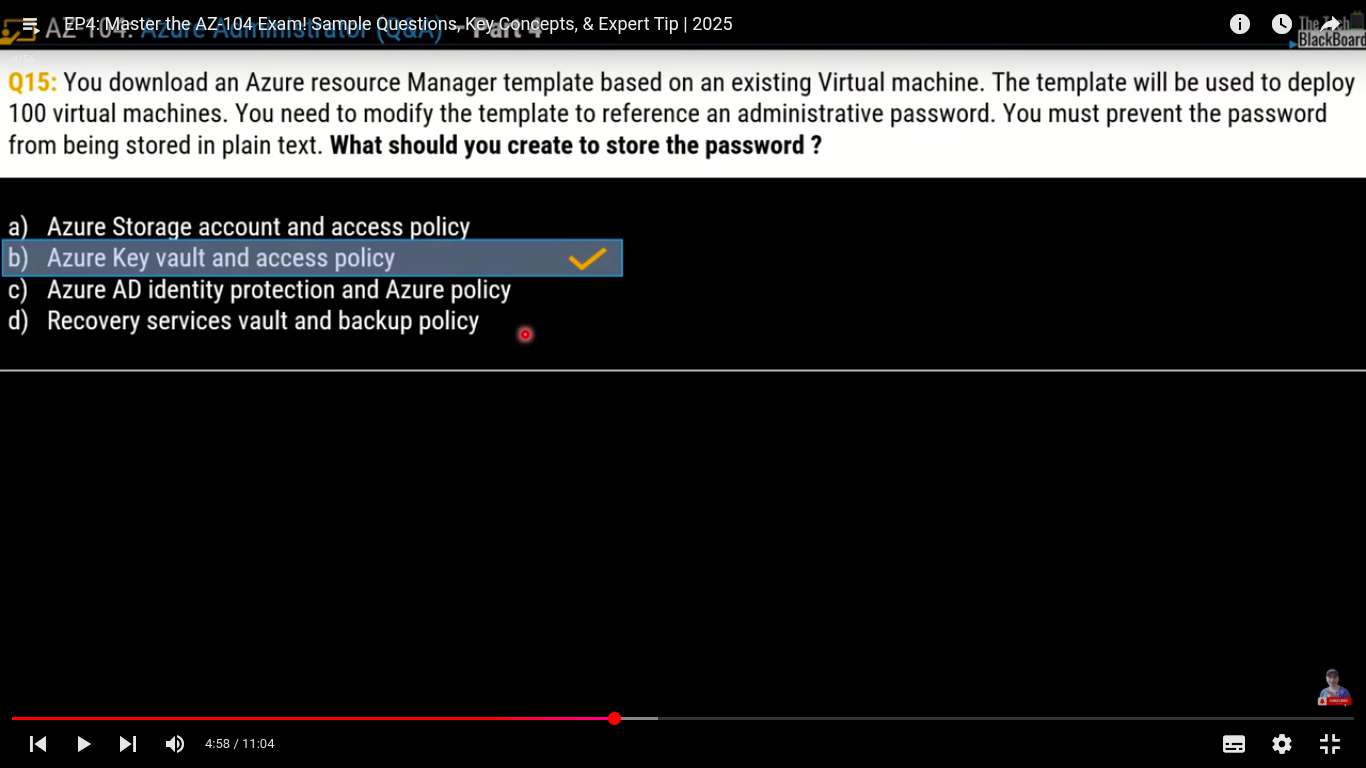 EP4: Master the AZ-104 Exam! Sample Questions, Key Concepts, & Expert Tip | 2025
AZ-104: Azure Administrator (Q&A) - Part 4
The Tech
BlackBoard
Q15: You download an Azure resource Manager template based on an existing Virtual machine. The template will be used to deploy
100 virtual machines. You need to modify the template to reference an administrative password. You must prevent the password
from being stored in plain text. What should you create to store the password ?
a) Azure Storage account and access policy
b) Azure Key vault and access policy
c) Azure AD identity protection and Azure policy
d) Recovery services vault and backup policy
4:58 / 11:04